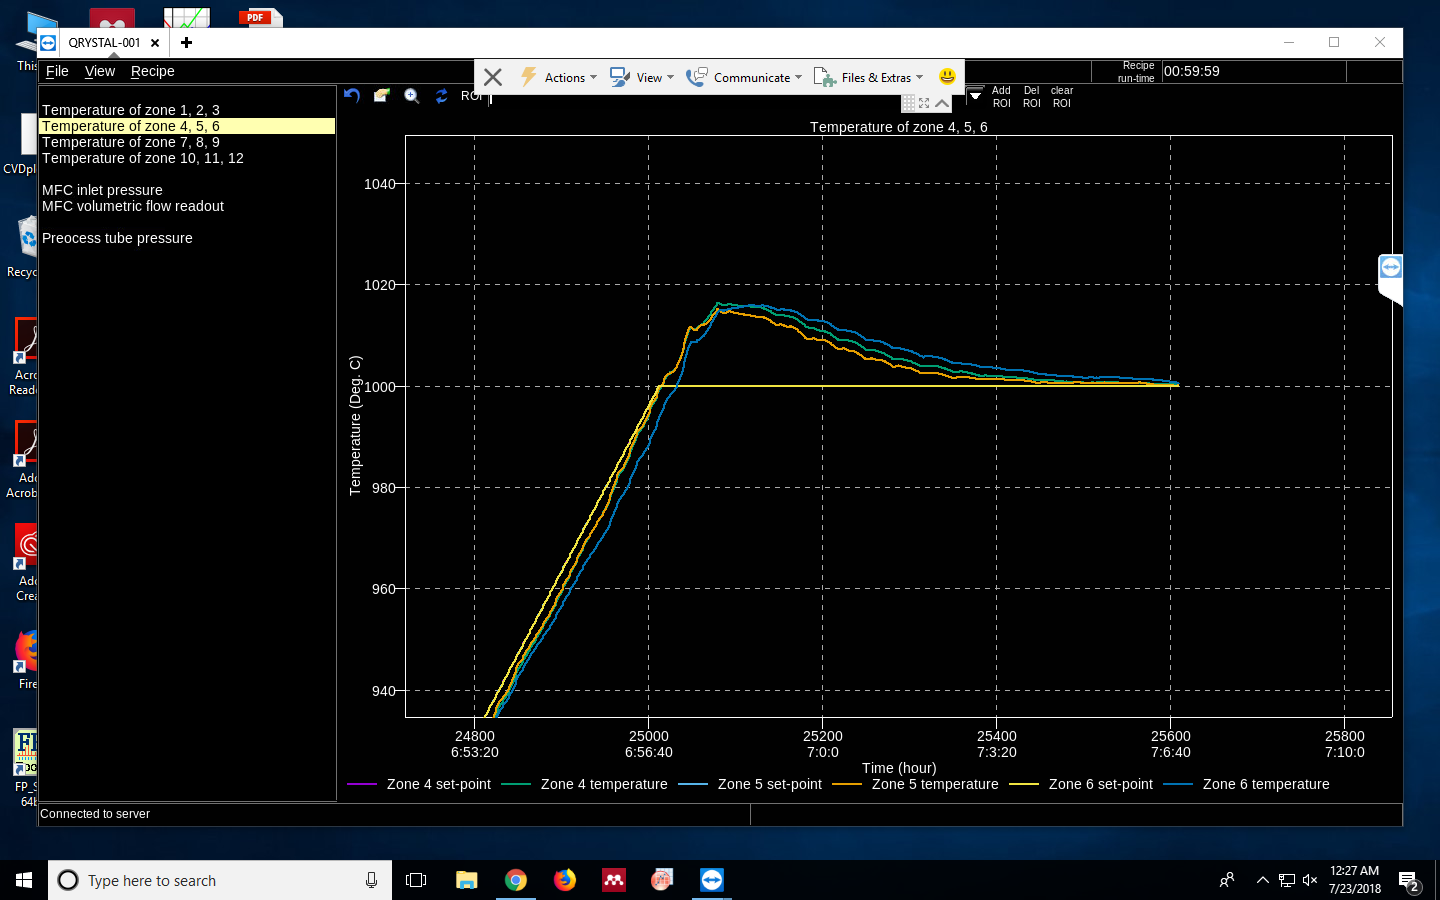 PDF
QRYSTAL-001
File View Recipe
Actions View Communicate Files & Extras
Recipe
run-time
00:59:59
ROI
Add
ROI
Del
ROI
clear
ROI
Temperature of zone 1, 2, 3
Temperature of zone 4, 5, 6
Temperature of zone 7, 8, 9
Temperature of zone 10, 11, 12
MFC inlet pressure
MFC volumetric flow readout
Preocess tube pressure
Temperature of zone 4, 5, 6
Temperature (Deg. C)
1040
1020
1000
980
960
940
24800 25000 25200 25400 25600 25800
6:53:20 6:56:40 7:0:0 7:3:20 7:6:40 7:10:0
Time (hour)
Zone 4 set-point Zone 4 temperature Zone 5 set-point Zone 5 temperature Zone 6 set-point Zone 6 temperature
Connected to server
This
CVDpl
Recyc
Acro
Reade
Ado
Acrob
Ado
Crea
Fire
FP_S
64b
Type here to search
12:27 AM
7/23/2018
2